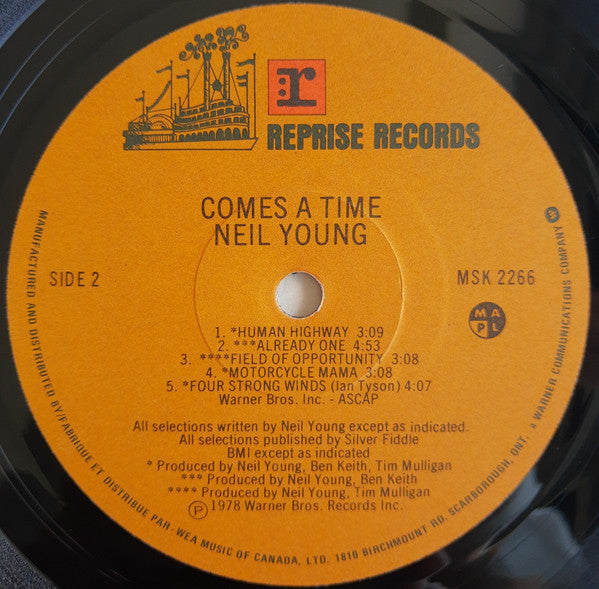 :r
REPRISE RECORDS
COMES A TIME
NEIL YOUNG
SIDE 2
MSK 2266
MAPL
1. *HUMAN HIGHWAY 3:09
2. ***ALREADY ONE 4:53
3. ****FIELD OF OPPORTUNITY 3:08
4. *MOTORCYCLE MAMA 3:08
5. *FOUR STRONG WINDS (Ian Tyson) 4:07
Warner Bros. Inc. - ASCAP
All selections written by Neil Young except as indicated.
All selections published by Silver Fiddle
BMI except as indicated
* Produced by Neil Young, Ben Keith, Tim Mulligan
*** Produced by Neil Young, Ben Keith
**** Produced by Neil Young, Tim Mulligan
Ⓟ 1978 Warner Bros. Records Inc.
MANUFACTURED AND DISTRIBUTED BY/FABRIQUE ET DISTRIBUE PAR -WEA MUSIC OF CANADA, LTD. 1810 BIRCHMOUNT RD. SCARBOROUGH, ONT. a WARNER COMMUNICATIONS COMPANY